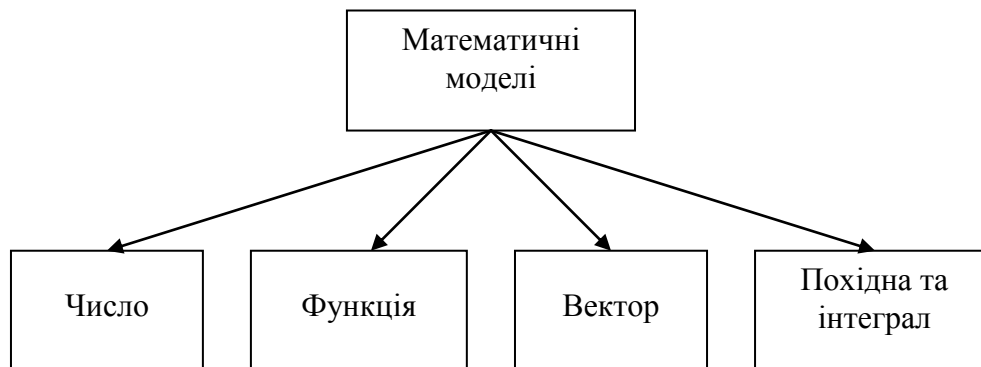 Математичні
моделі
Число
Функція
Вектор
Похідна та
інтеграл